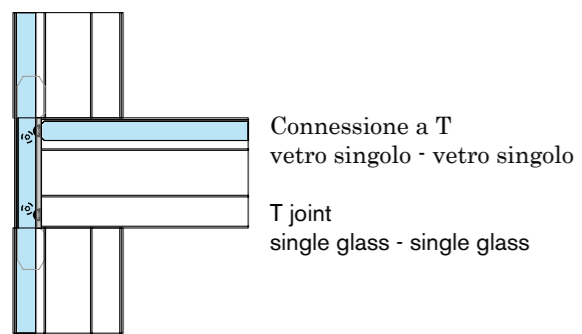 Connessione a T
vetro singolo - vetro singolo
T joint
single glass - single glass